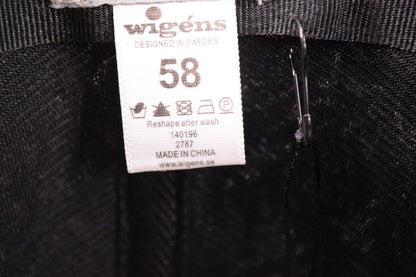 wigéns
DESIGNED IN SWEDEN
58
P
Reshape after wash
140196
2787
MADE IN CHINA
www.wigens.se